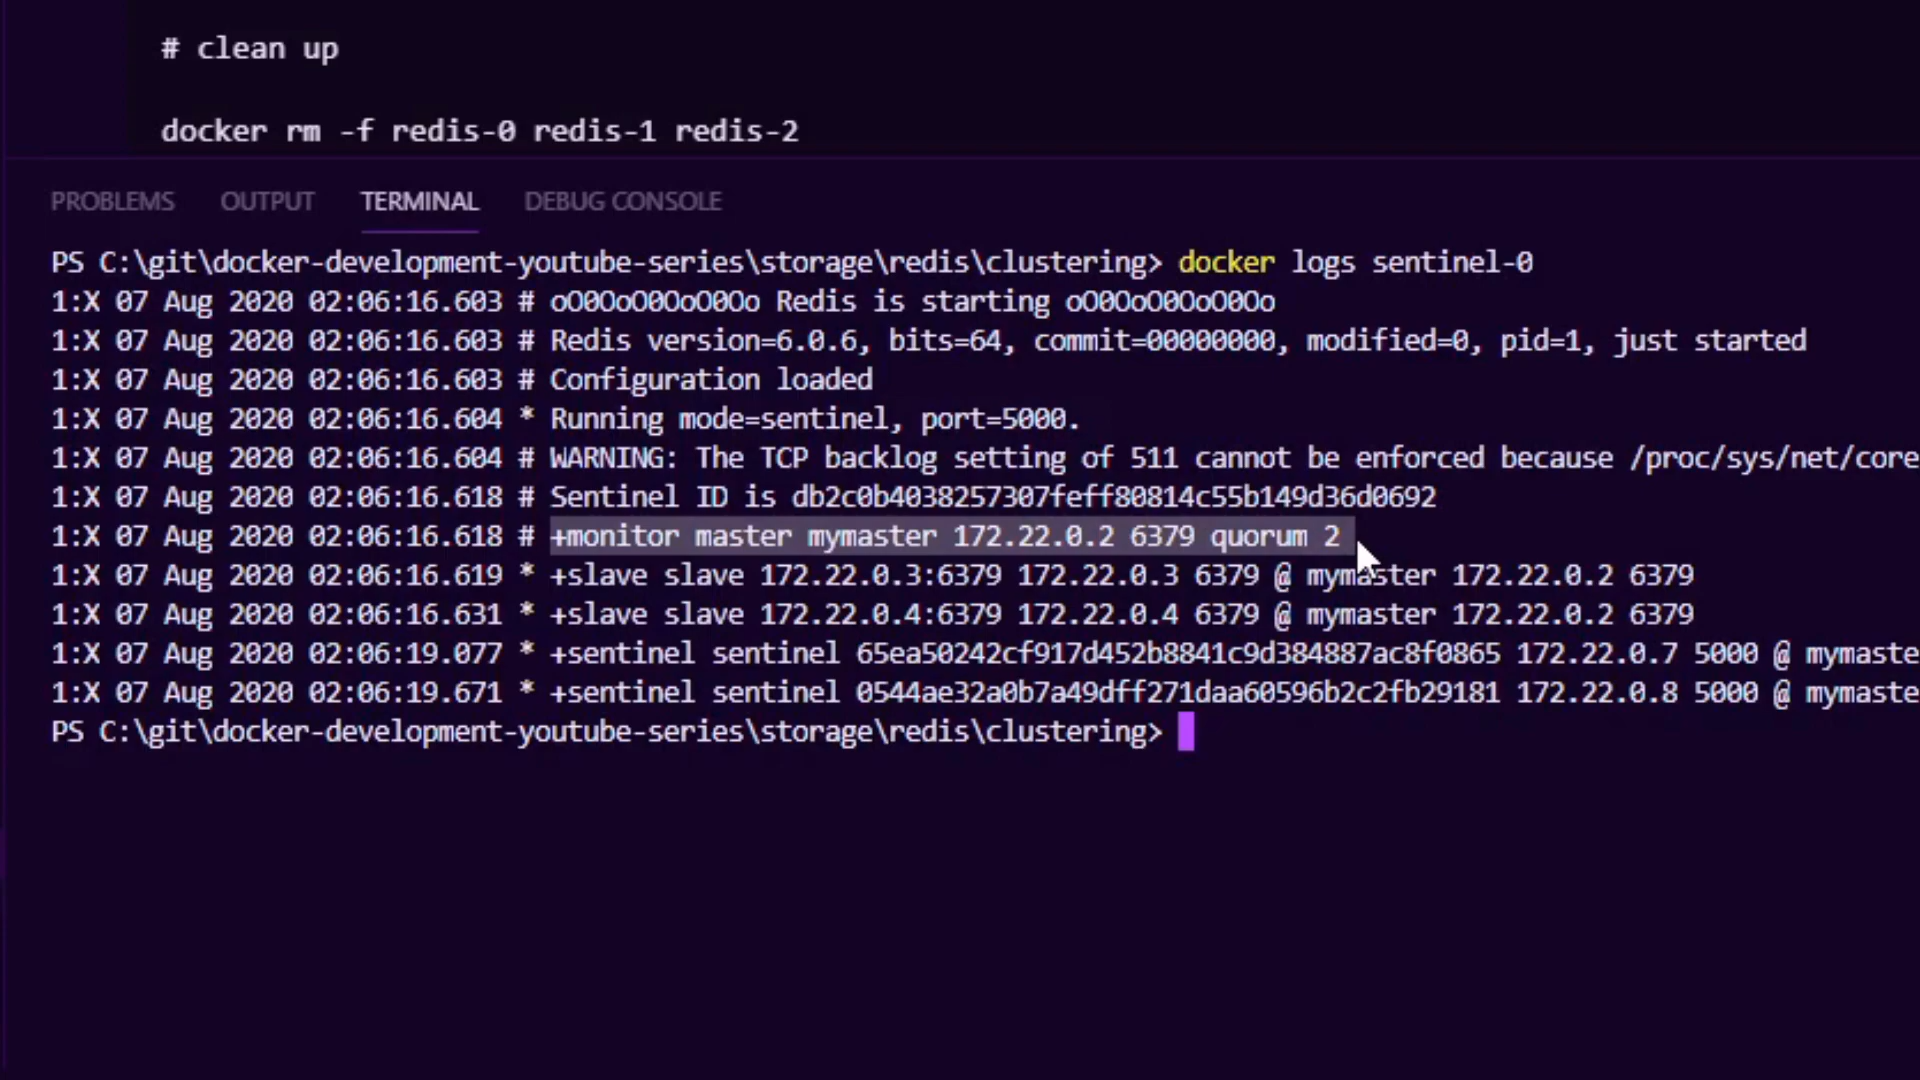 # clean up
docker rm -f redis-0 redis-1 redis-2
PROBLEMS OUTPUT TERMINAL DEBUG CONSOLE
PS C:\git\docker-development-youtube-series\storage\redis\clustering> docker logs sentinel-0
1:X 07 Aug 2020 02:06:16.603 # oO0OoO0OoO0Oo Redis is starting oO0OoO0OoO0Oo
1:X 07 Aug 2020 02:06:16.603 # Redis version=6.0.6, bits=64, commit=00000000, modified=0, pid=1, just started
1:X 07 Aug 2020 02:06:16.603 # Configuration loaded
1:X 07 Aug 2020 02:06:16.604 * Running mode=sentinel, port=5000.
1:X 07 Aug 2020 02:06:16.604 # WARNING: The TCP backlog setting of 511 cannot be enforced because /proc/sys/net/core
1:X 07 Aug 2020 02:06:16.618 # Sentinel ID is db2c0b4038257307feff80814c55b149d36d0692
1:X 07 Aug 2020 02:06:16.618 # +monitor master mymaster 172.22.0.2 6379 quorum 2
1:X 07 Aug 2020 02:06:16.619 * +slave slave 172.22.0.3:6379 172.22.0.3 6379 @ mymaster 172.22.0.2 6379
1:X 07 Aug 2020 02:06:16.631 * +slave slave 172.22.0.4:6379 172.22.0.4 6379 @ mymaster 172.22.0.2 6379
1:X 07 Aug 2020 02:06:19.077 * +sentinel sentinel 65ea50242cf917d452b8841c9d384887ac8f0865 172.22.0.7 5000 @ mymaste
1:X 07 Aug 2020 02:06:19.671 * +sentinel sentinel 0544ae32a0b7a49dff271daa60596b2c2fb29181 172.22.0.8 5000 @ mymaste
PS C:\git\docker-development-youtube-series\storage\redis\clustering>